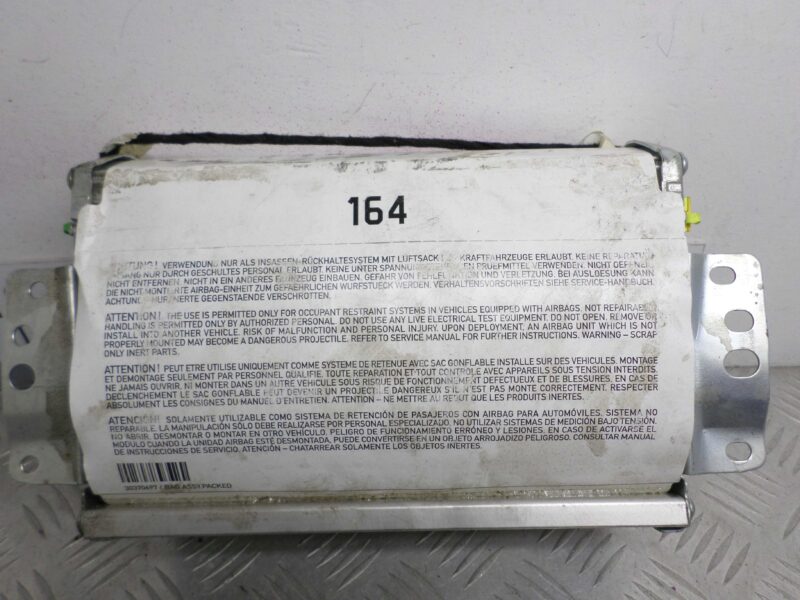 164
VERWENDUNG NUR ALS INSASSEN-RÜCKHALTESYSTEM MIT LUFTSACK KRAFTFAHRZEUGE ERLAUBT. KEINE
NUR DURCH GESCHULTES PERSONAL ERLAUBT. KEINE UNTER PRUEFMITTEL VERWENDEN. NICHT
NICHT ENTFERNEN. NICHT IN EIN ANDERES EINBAUEN. GEFAHR VON UND VERLETZUNG. BEI AUSLOESUNG KANN
DIE AIRBAG-EINHEIT ZUM GEFAEHRLICHEN WURFSTUECK WERDEN. VERHALTENSVORSCHRIFTEN SIEHE SERVICE-HANDBUCH.
ACHTUNG - NUR INERTE GEGENSTAENDE VERSCHROTTEN.
ATTENTION! THE USE IS PERMITTED ONLY FOR OCCUPANT RESTRAINT SYSTEMS IN VEHICLES EQUIPPED WITH AIRBAGS. NOT REPAIRABLE.
HANDLING IS PERMITTED ONLY BY AUTHORIZED PERSONAL. DO NOT USE ANY LIVE ELECTRICAL TEST EQUIPMENT. DO NOT OPEN, REMOVE OR
INSTALL INTO ANOTHER VEHICLE. RISK OF MALFUNCTION AND PERSONAL INJURY. UPON DEPLOYMENT, AN AIRBAG UNIT WHICH IS NOT
PROPERLY MOUNTED MAY BECOME A DANGEROUS PROJECTILE. REFER TO SERVICE MANUAL FOR FURTHER INSTRUCTIONS. WARNING – SCRAP
ONLY INERT PARTS.
ATTENTION! PEUT ETRE UTILISE UNIQUEMENT COMME SYSTEME DE RETENUE AVEC SAC GONFLABLE INSTALLE SUR DES VEHICULES. MONTAGE
ET DEMONTAGE SEULEMENT PAR PERSONNEL QUALIFIE. TOUTE REPARATION ET TOUT CONTROLE AVEC APPAREILS SOUS TENSION INTERDITS.
NE JAMAIS OUVRIR, NI MONTER DANS UN AUTRE VEHICULE SOUS RISQUE DE FONCTIONNEMENT DEFECTUEUX ET DE BLESSURES. EN CAS DE
DECLENCHEMENT LE SAC GONFLABLE PEUT DEVENIR UN PROJECTILE DANGEREUX S'IL N'EST PAS MONTE CORRECTEMENT. RESPECTER
ABSOLUMENT LES CONSIGNES DU MANUEL D'ENTRETIEN. ATTENTION – NE METTRE AU REBUT QUE LES PRODUITS INERTES.
ATENCION! SOLAMENTE UTILIZABLE COMO SISTEMA DE RETENCIÓN DE PASAJEROS CON AIRBAG PARA AUTOMÓVILES. SISTEMA NO
REPARABLE. LA MANIPULACIÓN SÓLO DEBE REALIZARSE POR PERSONAL ESPECIALIZADO. NO UTILIZAR SISTEMAS DE MEDICIÓN BAJO TENSIÓN.
NO ABRIR, DESMONTAR O MONTAR EN OTRO VEHÍCULO. PELIGRO DE FUNCIONAMIENTO ERRÓNEO Y LESIONES. EN CASO DE ACTIVARSE EL
MODULO CUANDO LA UNIDAD AIRBAG ESTÉ DESMONTADA, PUEDE CONVERTIRSE EN UN OBJETO ARROJADIZO PELIGROSO. CONSULTAR MANUAL
DE INSTRUCCIONES DE SERVICIO. ATENCIÓN – CHATARREAR SOLAMENTE LOS OBJETOS INERTES.
30370697 / BAG ASSY.PACKED